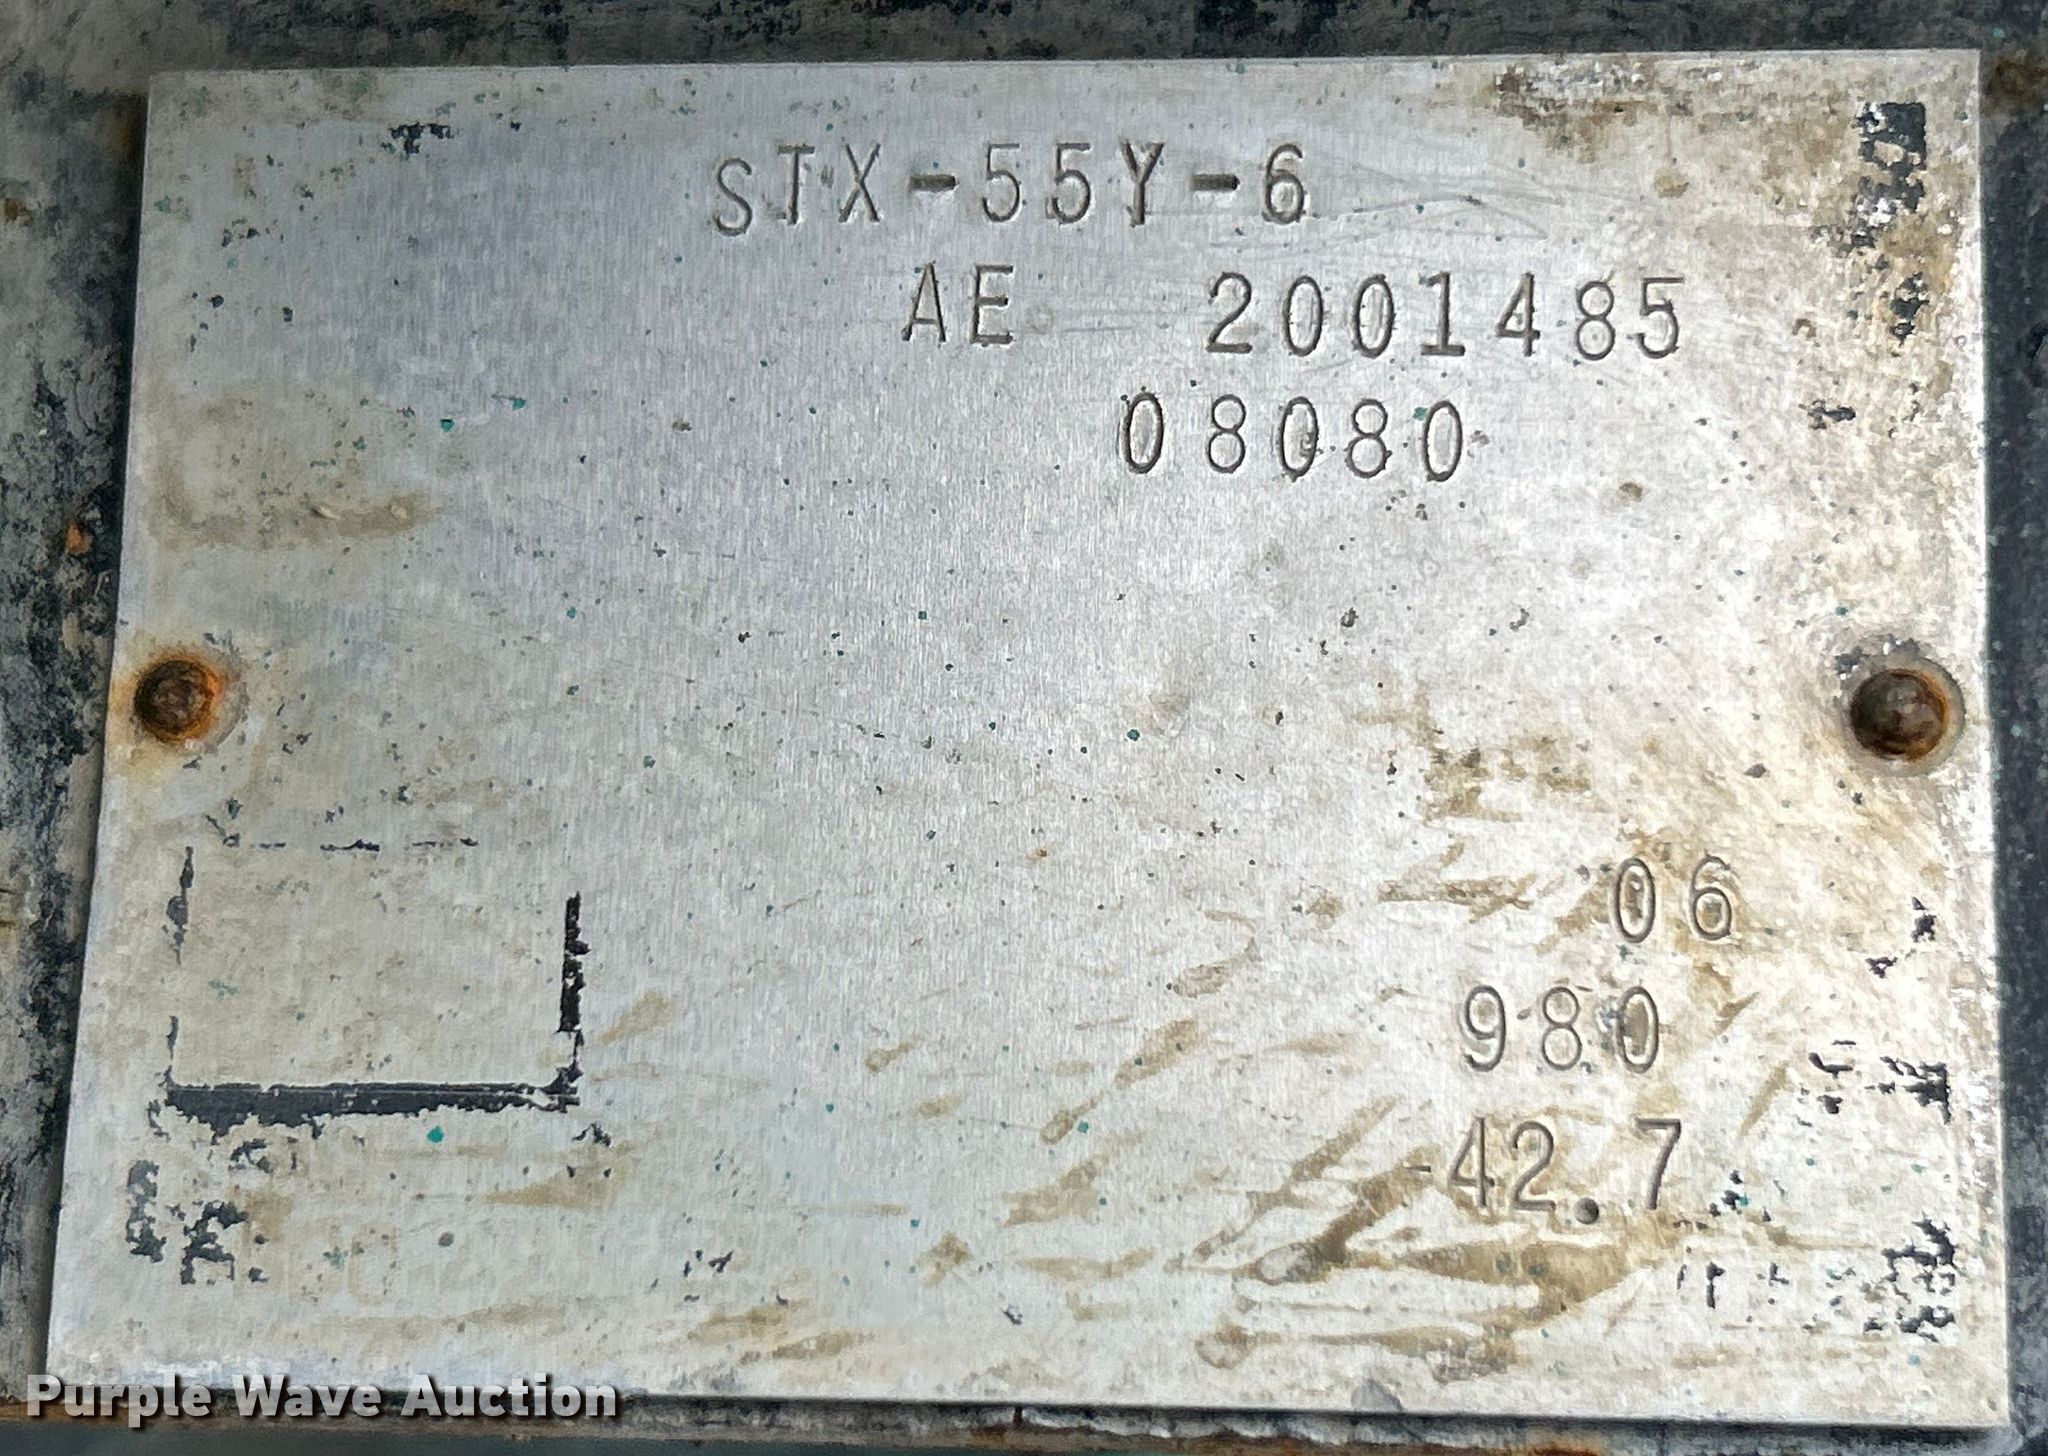 STX-55Y-6
AE 2001485
08080
06
980
42.7
Purple Wave Auction